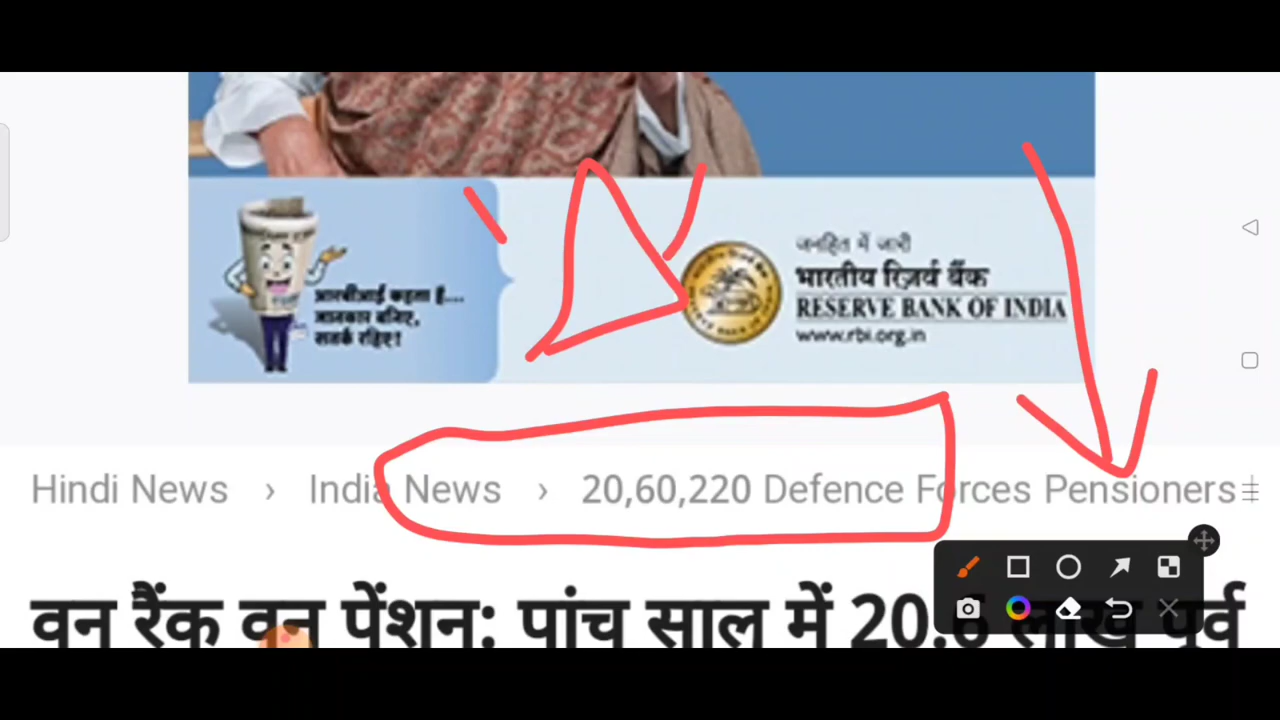 आरबीआई कहता है...
जानकार बनिए,
सतर्क रहिए!
जनहित में जारी
भारतीय रिज़र्व बैंक
RESERVE BANK OF INDIA
www.rbi.org.in
Hindi News › India News › 20,60,220 Defence Forces Pensioners
वन रैंक वन पेंशन: पांच साल में 20.6 लाख पूर्व